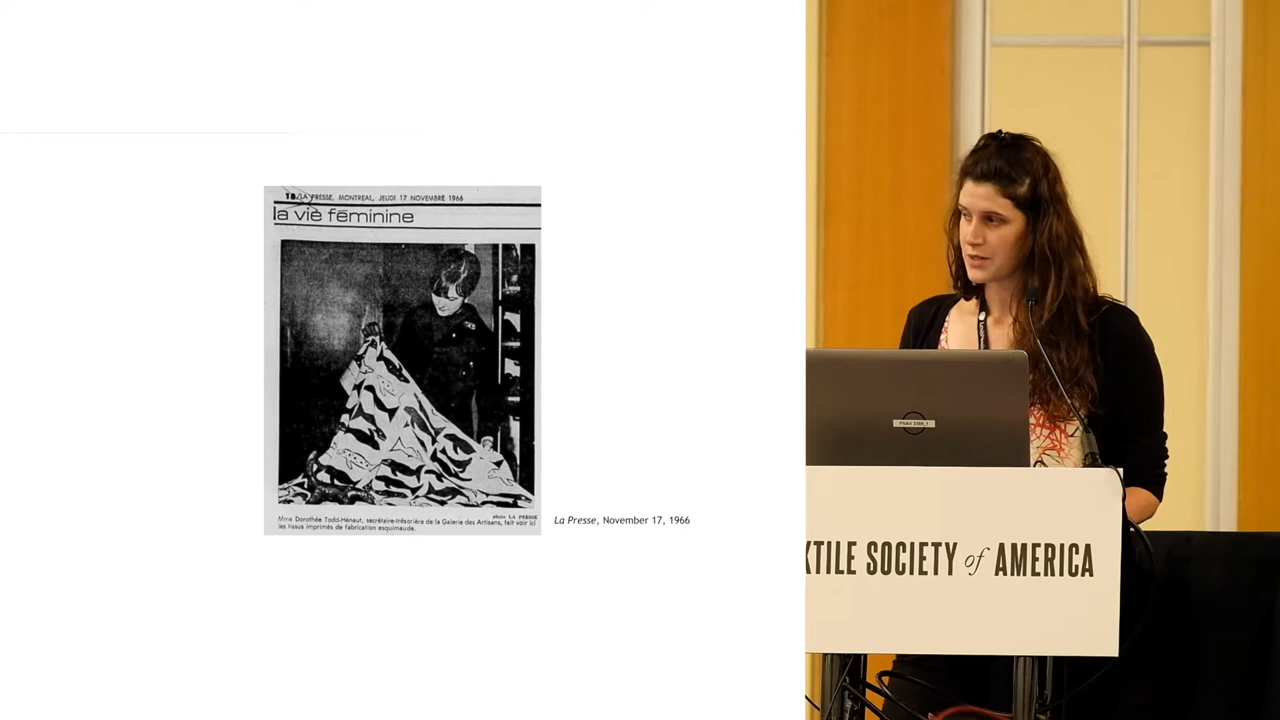 18/LA PRESSE, MONTREAL, JEUDI 17 NOVEMBRE 1966
la vie féminine
photo LA PRESSE
Mme Dorothée Todd-Hénaut, secrétaire-trésorière de la Galerie des Artisans, fait voir ici
les tissus imprimés de fabrication esquimaude.
La Presse, November 17, 1966
XTILE SOCIETY of AMERICA